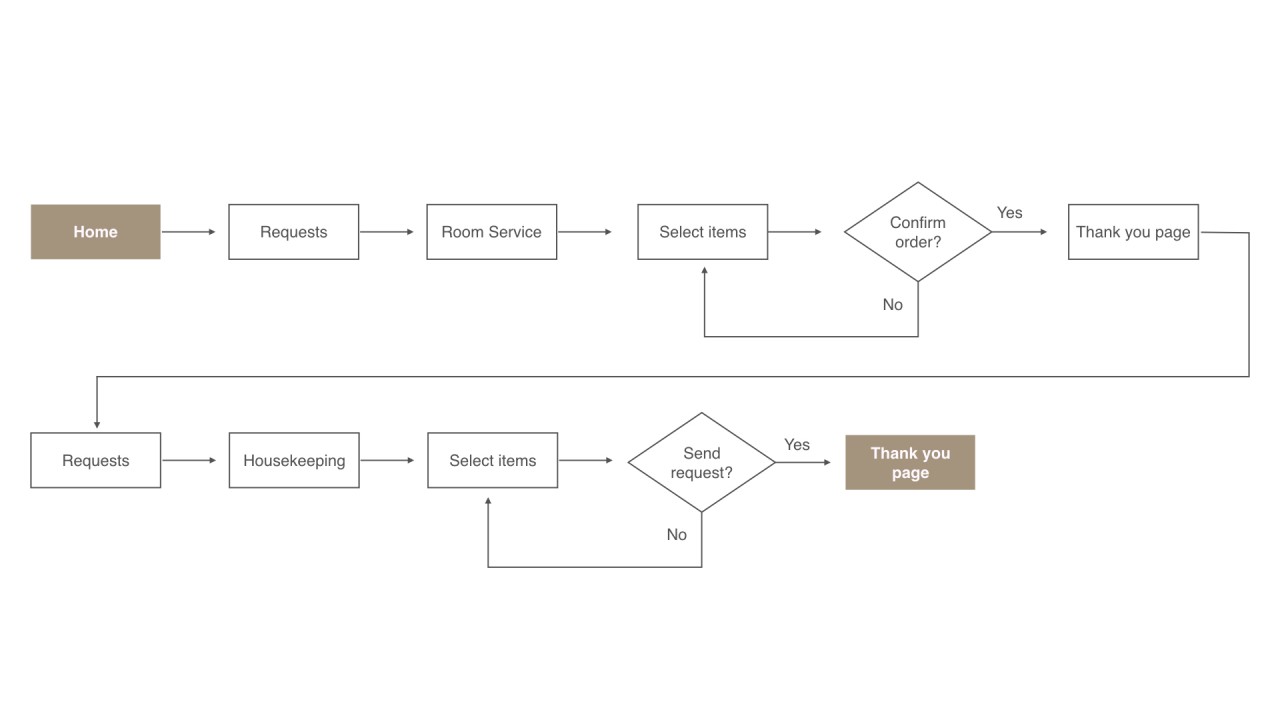 Home
Requests
Room Service
Select items
Confirm
order?
Yes
Thank you page
No
Requests
Housekeeping
Select items
Send
request?
Yes
Thank you
page
No